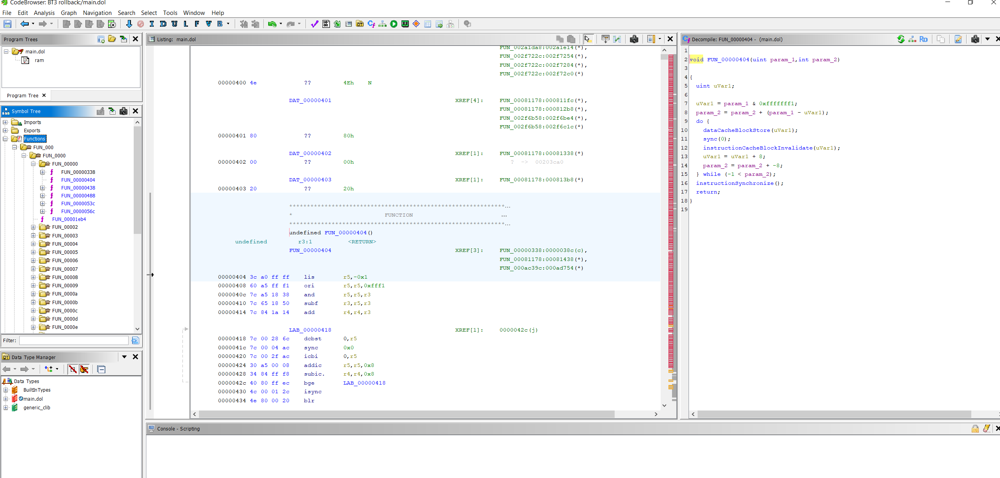 CodeBrowser: BT3 rollback:/main.dol
File Edit Analysis Graph Navigation Search Select Tools Window Help
I D U L F V B
Program Trees
main.dol
ram
Program Tree
Symbol Tree
Imports
Exports
Functions
FUN_000
FUN_0000
FUN_00000
FUN_00000338
FUN_00000404
FUN_00000438
FUN_00000488
FUN_0000053c
FUN_0000056c
FUN_00001eb4
FUN_00002
FUN_00003
FUN_00004
FUN_00005
FUN_00006
FUN_00007
FUN_00008
FUN_00009
FUN_0000a
FUN_0000b
FUN_0000c
FUN_0000d
FUN_0000e
Filter:
Data Type Manager
Data Types
BuiltInTypes
main.dol
generic_clib
Listing: main.dol
FUN_002a1da8:002a1e14(*),
FUN_002f722c:002f7254(*),
FUN_002f722c:002f7284(*),
FUN_002f722c:002f72c0(*)
00000400 4e ?? 4Eh N
DAT_00000401 XREF[4]: FUN_00081178:000811fc(*),
FUN_00081178:000812b8(*),
FUN_002f6b58:002f6be4(*),
FUN_002f6b58:002f6c1c(*)
00000401 80 ?? 80h
DAT_00000402 XREF[1]: FUN_00081178:00081338(*)
00000402 00 ?? 00h ? -> 00203ca0
DAT_00000403 XREF[1]: FUN_00081178:000813b8(*)
00000403 20 ?? 20h
*************************************************************...
* FUNCTION ...
*************************************************************...
undefined FUN_00000404()
undefined r3:1 <RETURN>
FUN_00000404 XREF[3]: FUN_00000338:0000038c(c),
FUN_00081178:00081438(*),
FUN_000ac39c:000ad754(*)
00000404 3c a0 ff ff lis r5,-0x1
00000408 60 a5 ff f1 ori r5,r5,0xfff1
0000040c 7c a5 18 38 and r5,r5,r3
00000410 7c 65 18 50 subf r3,r5,r3
00000414 7c 84 1a 14 add r4,r4,r3
LAB_00000418 XREF[1]: 0000042c(j)
00000418 7c 00 28 6c dcbst 0,r5
0000041c 7c 00 04 ac sync 0x0
00000420 7c 00 2f ac icbi 0,r5
00000424 30 a5 00 08 addic r5,r5,0x8
00000428 34 84 ff f8 subic. r4,r4,0x8
0000042c 40 80 ff ec bge LAB_00000418
00000430 4c 00 01 2c isync
00000434 4e 80 00 20 blr
Decompile: FUN_00000404 - (main.dol)
Ro
1
2 void FUN_00000404(uint param_1,int param_2)
3
4 {
5 uint uVar1;
6
7 uVar1 = param_1 & 0xfffffff1;
8 param_2 = param_2 + (param_1 - uVar1);
9 do {
10 dataCacheBlockStore(uVar1);
11 sync(0);
12 instructionCacheBlockInvalidate(uVar1);
13 uVar1 = uVar1 + 8;
14 param_2 = param_2 + -8;
15 } while (-1 < param_2);
16 instructionSynchronize();
17 return;
18 }
19
Console - Scripting